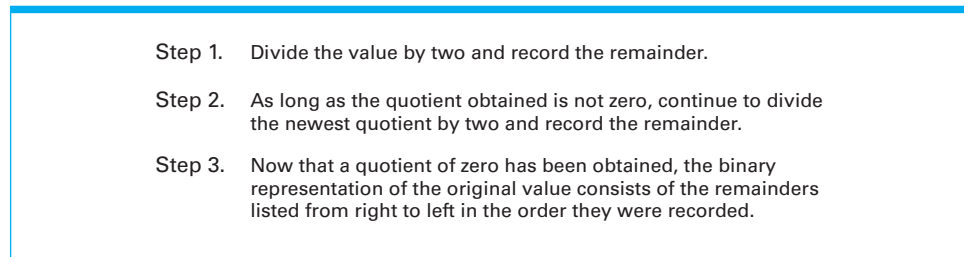 Step 1. Divide the value by two and record the remainder.
Step 2. As long as the quotient obtained is not zero, continue to divide
the newest quotient by two and record the remainder.
Step 3. Now that a quotient of zero has been obtained, the binary
representation of the original value consists of the remainders
listed from right to left in the order they were recorded.